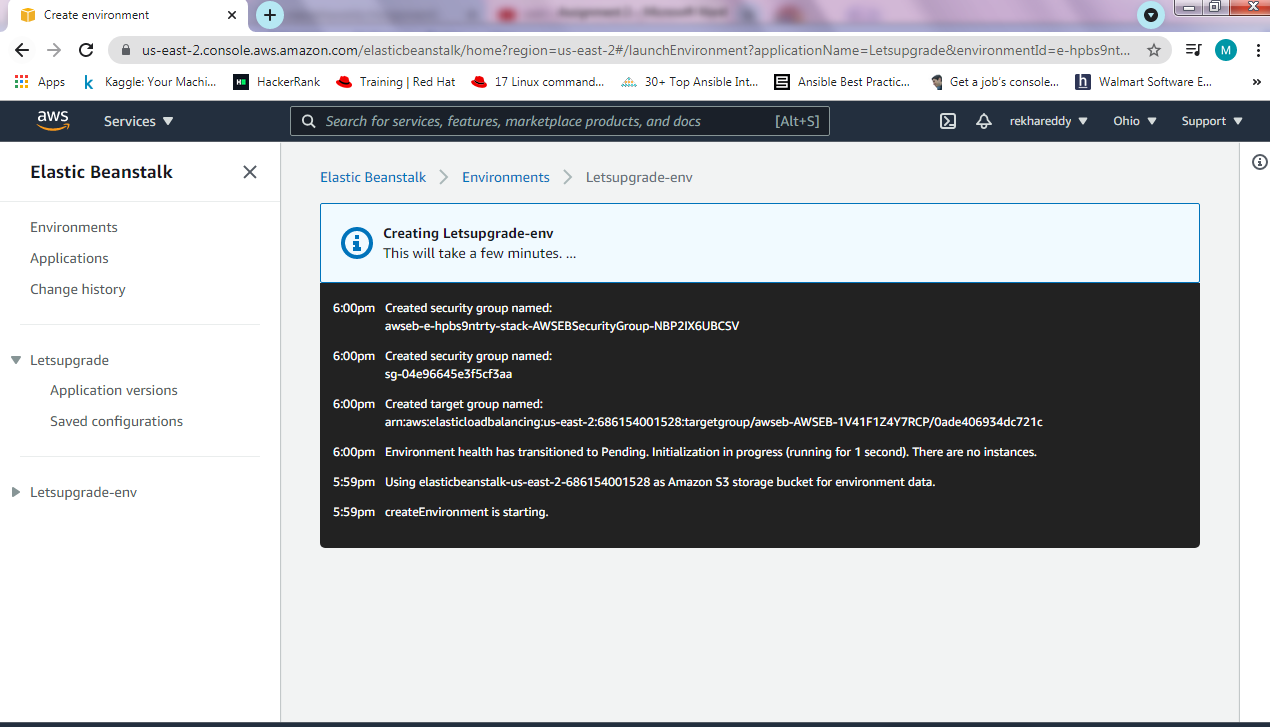 Create environment
us-east-2.console.aws.amazon.com/elasticbeanstalk/home?region=us-east-2#/launchEnvironment?applicationName=Letsupgrade&environmentId=e-hpbs9nt...
M
Apps
Kaggle: Your Machi...
HackerRank
Training | Red Hat
17 Linux command...
30+ Top Ansible Int...
Ansible Best Practic...
Get a job's console...
Walmart Software E...
»
aws
Services
Search for services, features, marketplace products, and docs [Alt+S]
rekhareddy
Ohio
Support
Elastic Beanstalk
Environments
Applications
Change history
Letsupgrade
Application versions
Saved configurations
Letsupgrade-env
Elastic Beanstalk > Environments > Letsupgrade-env
Creating Letsupgrade-env
This will take a few minutes. ...
6:00pm Created security group named:
awseb-e-hpbs9ntrty-stack-AWSEBSecurityGroup-NBP2IX6UBCSV
6:00pm Created security group named:
sg-04e96645e3f5cf3aa
6:00pm Created target group named:
arn:aws:elasticloadbalancing:us-east-2:686154001528:targetgroup/awseb-AWSEB-1V41F1Z4Y7RCP/0ade406934dc721c
6:00pm Environment health has transitioned to Pending. Initialization in progress (running for 1 second). There are no instances.
5:59pm Using elasticbeanstalk-us-east-2-686154001528 as Amazon S3 storage bucket for environment data.
5:59pm createEnvironment is starting.